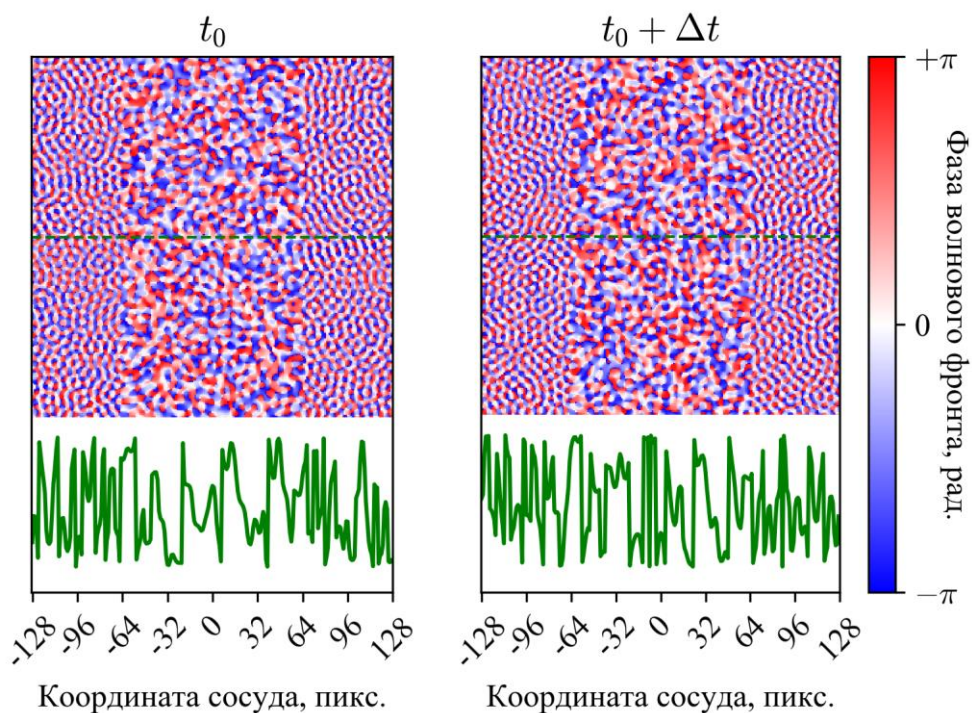 t₀
t₀ + Δt
+π
0
−π
Фаза волнового фронта, рад.
-128
-96
-64
-32
0
32
64
96
128
-128
-96
-64
-32
0
32
64
96
128
Координата сосуда, пикс.
Координата сосуда, пикс.